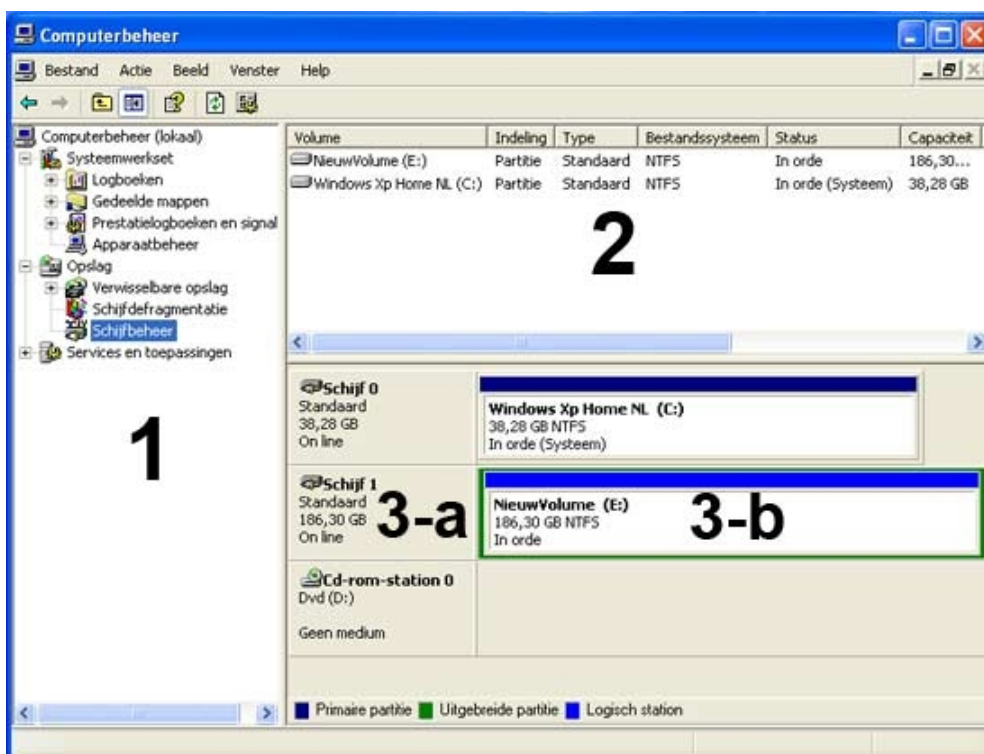 Computerbeheer
Bestand Actie Beeld Venster Help
Computerbeheer (lokaal)
Systeemwerkset
Logboeken
Gedeelde mappen
Prestatielogboeken en signal
Apparaatbeheer
Opslag
Verwisselbare opslag
Schijfdefragmentatie
Schijfbeheer
Services en toepassingen
1
Volume Indeling Type Bestandssysteem Status Capaciteit
NieuwVolume (E:) Partitie Standaard NTFS In orde 186,30...
Windows Xp Home NL (C:) Partitie Standaard NTFS In orde (Systeem) 38,28 GB
2
Schijf 0
Standaard
38,28 GB
On line
Windows Xp Home NL (C:)
38,28 GB NTFS
In orde (Systeem)
Schijf 1
Standaard
186,30 GB
On line
3-a
NieuwVolume (E:)
186,30 GB NTFS
In orde
3-b
Cd-rom-station 0
Dvd (D:)
Geen medium
Primaire partitie Uitgebreide partitie Logisch station